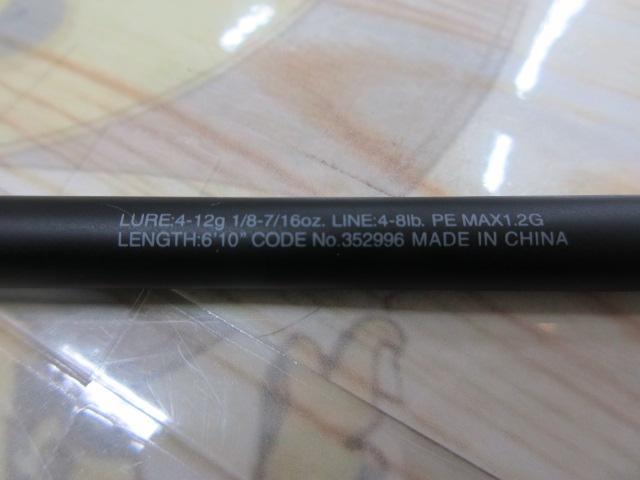 LURE:4-12g 1/8-7/16oz. LINE:4-8lb. PE MAX1.2G
LENGTH:6'10" CODE No.352996 MADE IN CHINA